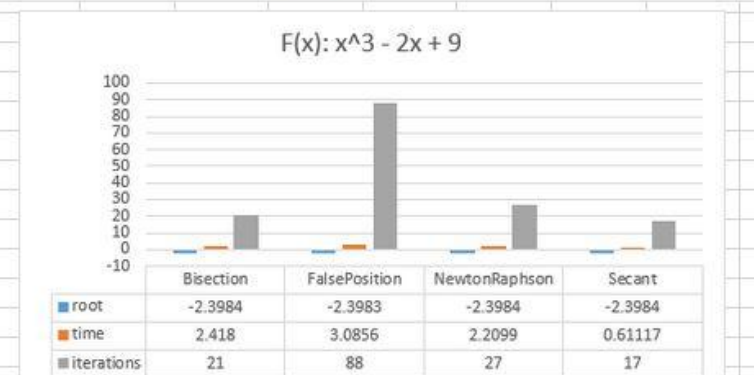 F(x): x^3 - 2x + 9
100
90
80
70
60
50
40
30
20
10
0
-10
Bisection FalsePosition NewtonRaphson Secant
root -2.3984 -2.3983 -2.3984 -2.3984
time 2.418 3.0856 2.2099 0.61117
iterations 21 88 27 17